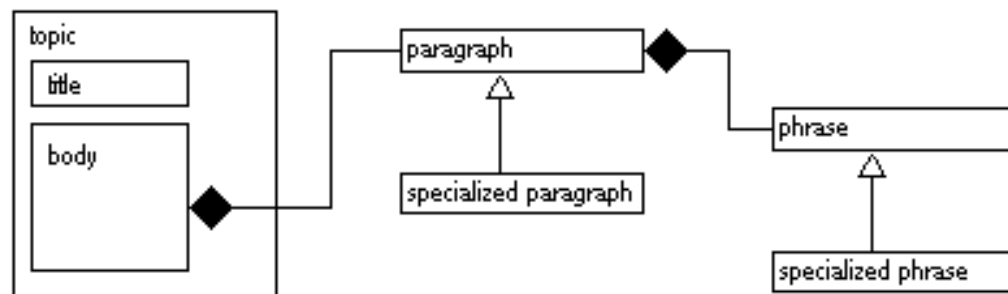 topic
title
body
paragraph
specialized paragraph
phrase
specialized phrase